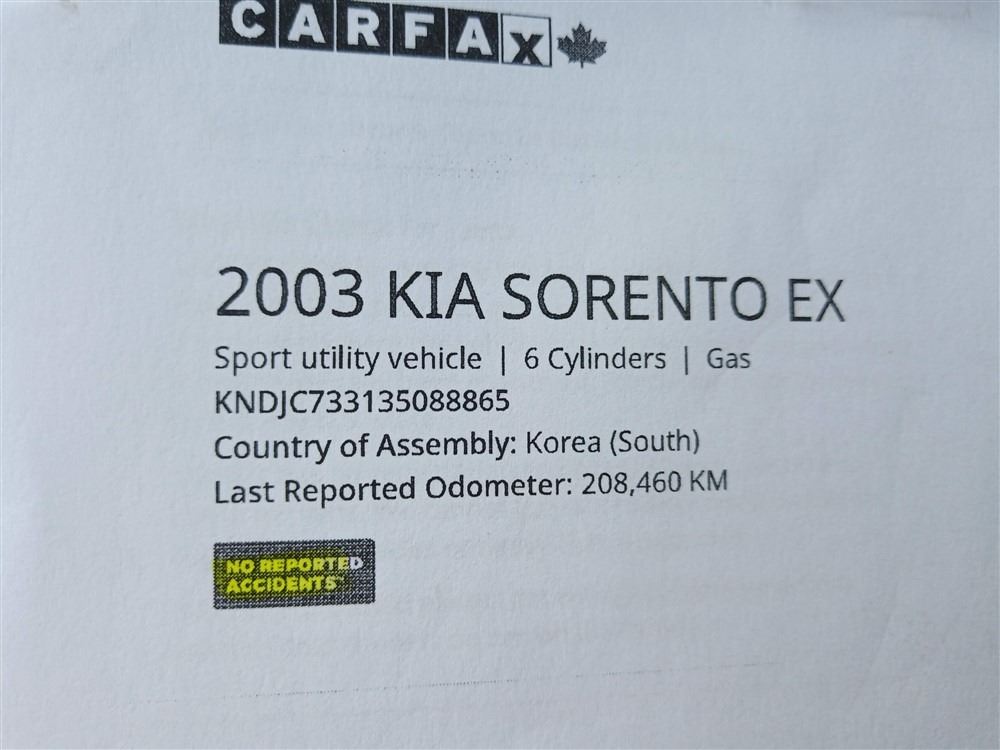 CARFAX
2003 KIA SORENTO EX
Sport utility vehicle | 6 Cylinders | Gas
KNDJC733135088865
Country of Assembly: Korea (South)
Last Reported Odometer: 208,460 KM
NO REPORTED
ACCIDENTS™